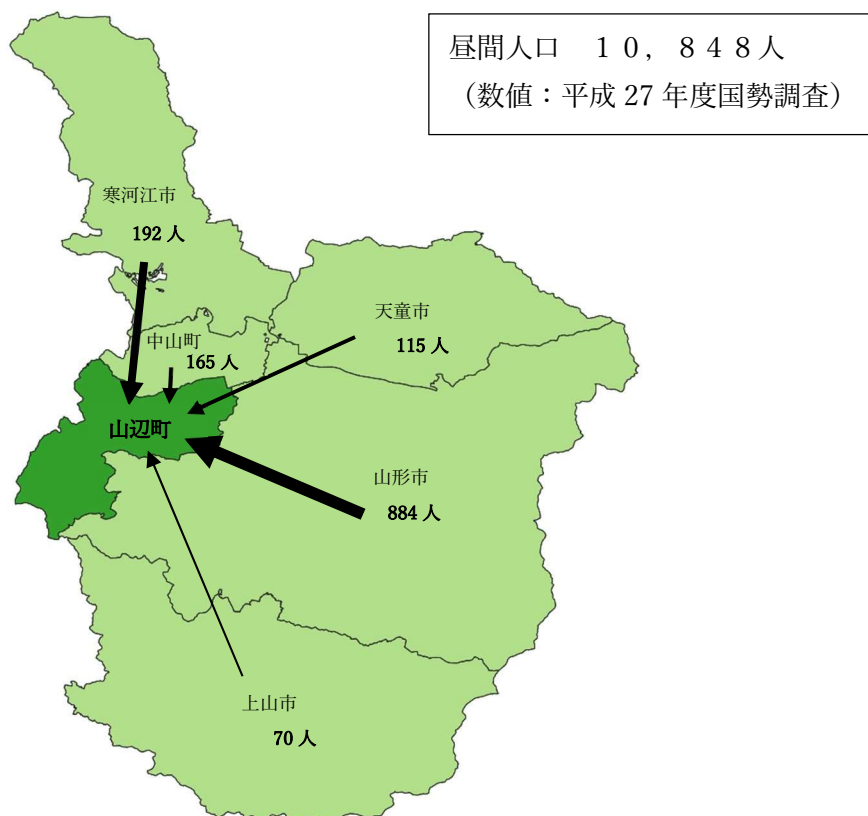 昼間人口 １０，８４８人
（数値：平成 27 年度国勢調査）
寒河江市
192 人
天童市
115 人
中山町
165 人
山辺町
山形市
884 人
上山市
70 人